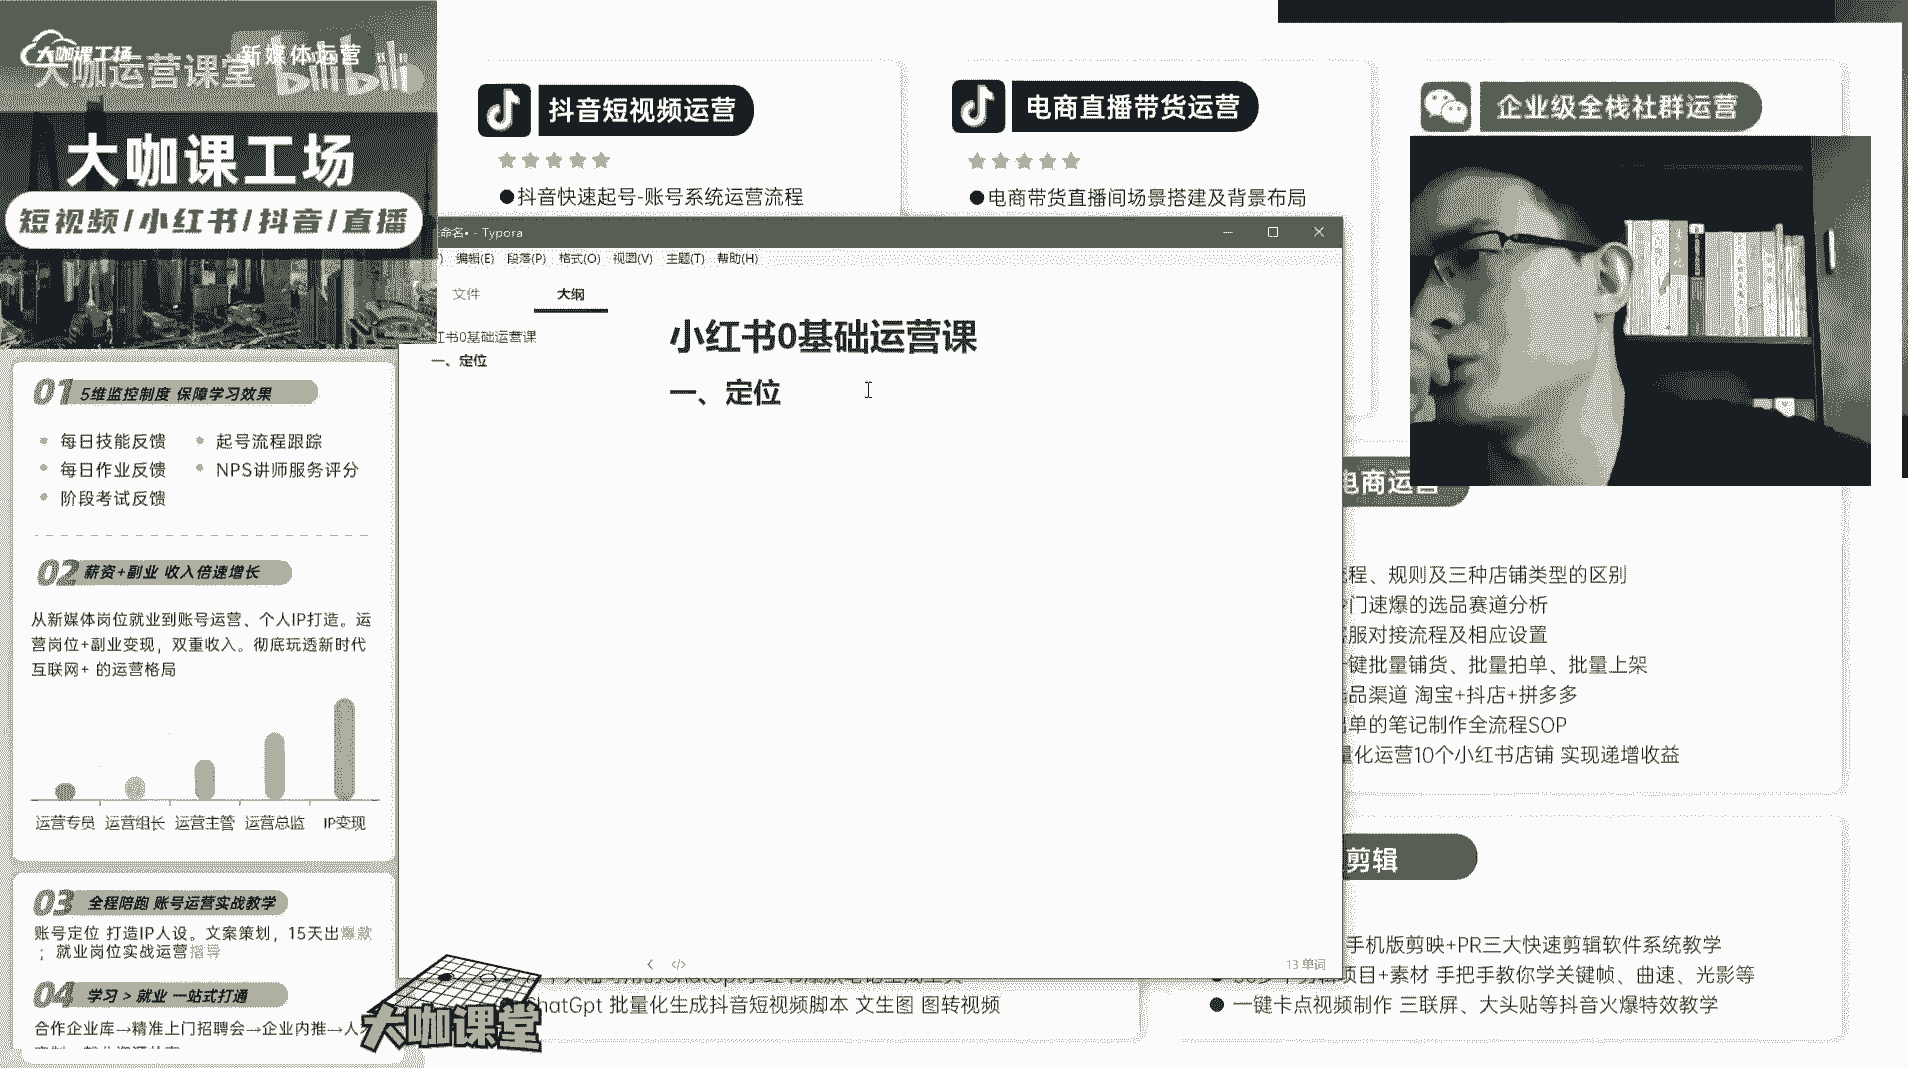 大咖课工场
新媒体运营
大咖运营课堂
bilibili
大咖课工场
短视频/小红书/抖音/直播
01 5维监控制度 保障学习效果
每日技能反馈
起号流程跟踪
每日作业反馈
NPS讲师服务评分
阶段考试反馈
02 薪资+副业 收入倍速增长
从新媒体岗位就业到账号运营、个人IP打造。运
营岗位+副业变现，双重收入。彻底玩透新时代
互联网+ 的运营格局
运营专员 运营组长 运营主管 运营总监 IP变现
03 全程陪跑 账号运营实战教学
账号定位 打造IP人设。文案策划，15天出爆款
；就业岗位实战运营指导
04 学习 > 就业 一站式打通
合作企业库→精准上门招聘会→企业内推→人
大咖课堂
抖音短视频运营
●抖音快速起号-账号系统运营流程
电商直播带货运营
●电商带货直播间场景搭建及背景布局
企业级全栈社群运营
命名• - Typora
编辑(E) 段落(P) 格式(O) 视图(V) 主题(T) 帮助(H)
文件
大纲
红书0基础运营课
一、定位
小红书0基础运营课
一、定位
13 单词
电商运营
流程、规则及三种店铺类型的区别
门速爆的选品赛道分析
客服对接流程及相应设置
一键批量铺货、批量拍单、批量上架
选品渠道 淘宝+抖店+拼多多
出单的笔记制作全流程SOP
量化运营10个小红书店铺 实现递增收益
剪辑
手机版剪映+PR三大快速剪辑软件系统教学
项目+素材 手把手教你学关键帧、曲速、光影等
● 一键卡点视频制作 三联屏、大头贴等抖音火爆特效教学
ChatGpt 批量化生成抖音短视频脚本 文生图 图转视频